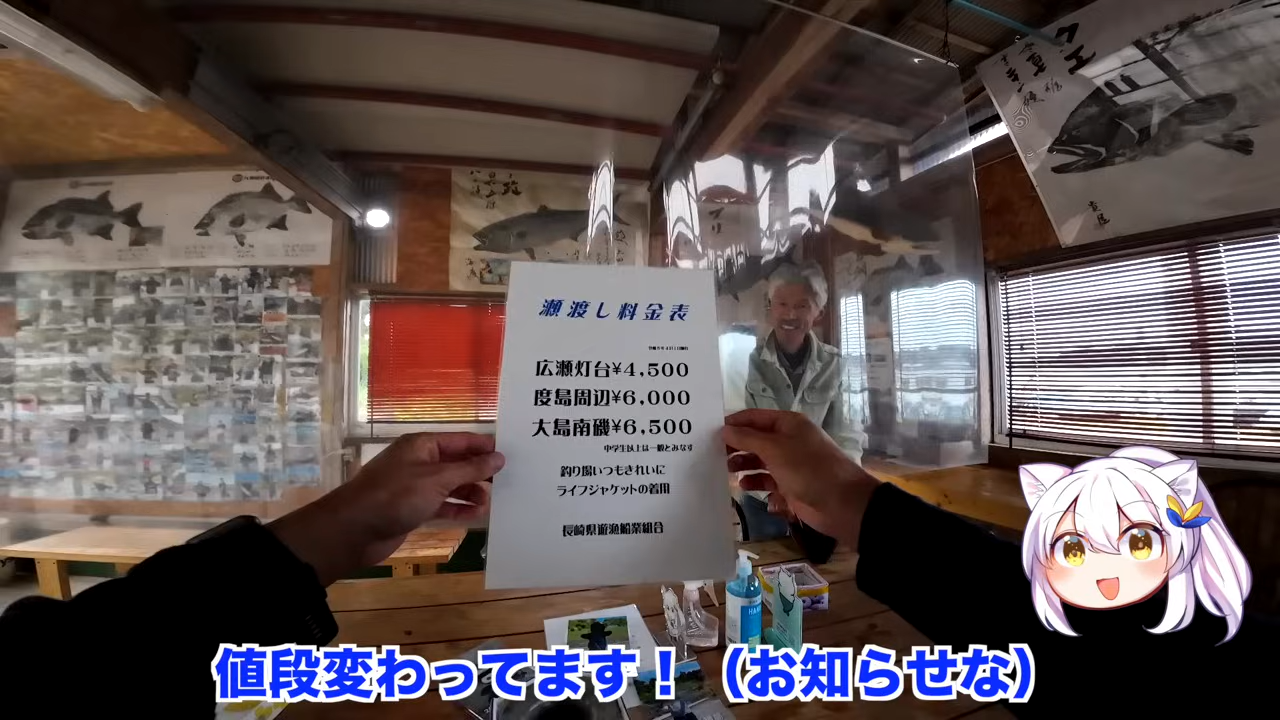 クエ
ブリ
瀬渡し料金表
広瀬灯台¥4,500
度島周辺¥6,000
大島南磯¥6,500
中学生以上は一般とみなす
釣り場いつもきれいに
ライフジャケットの着用
長崎県遊漁船業組合
値段変わってます！（お知らせな）